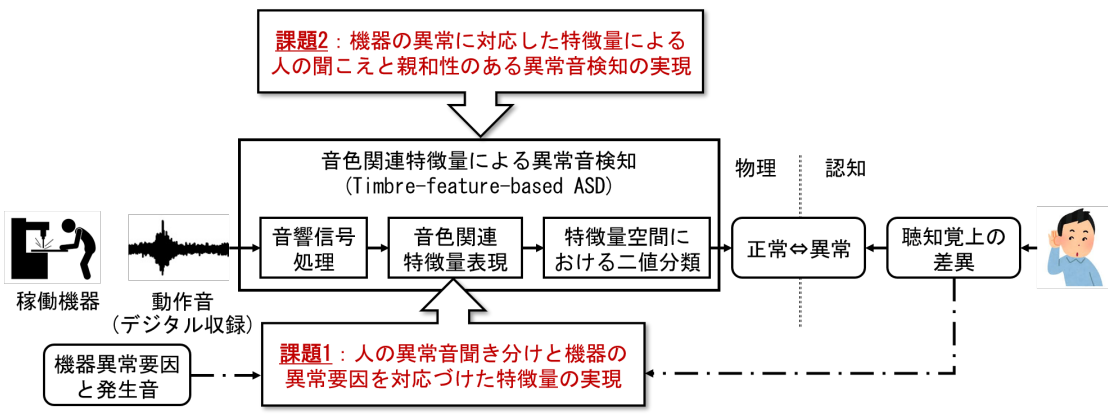 課題2：機器の異常に対応した特徴量による
人の聞こえと親和性のある異常音検知の実現
音色関連特徴量による異常音検知
(Timbre-feature-based ASD)
物理
認知
音響信号
処理
音色関連
特徴量表現
特徴量空間に
おける二値分類
正常⇔異常
聴知覚上の
差異
稼働機器
動作音
(デジタル収録)
機器異常要因
と発生音
課題1：人の異常音聞き分けと機器の
異常要因を対応づけた特徴量の実現